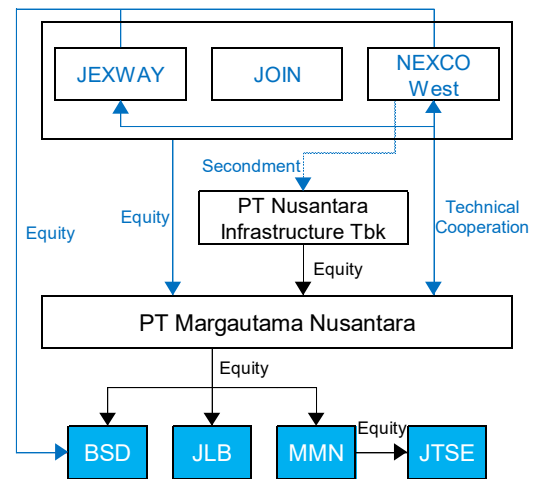 JEXWAY
JOIN
NEXCO
West
Secondment
Equity
Equity
PT Nusantara
Infrastructure Tbk
Technical
Cooperation
Equity
PT Margautama Nusantara
Equity
BSD
JLB
MMN
Equity
JTSE